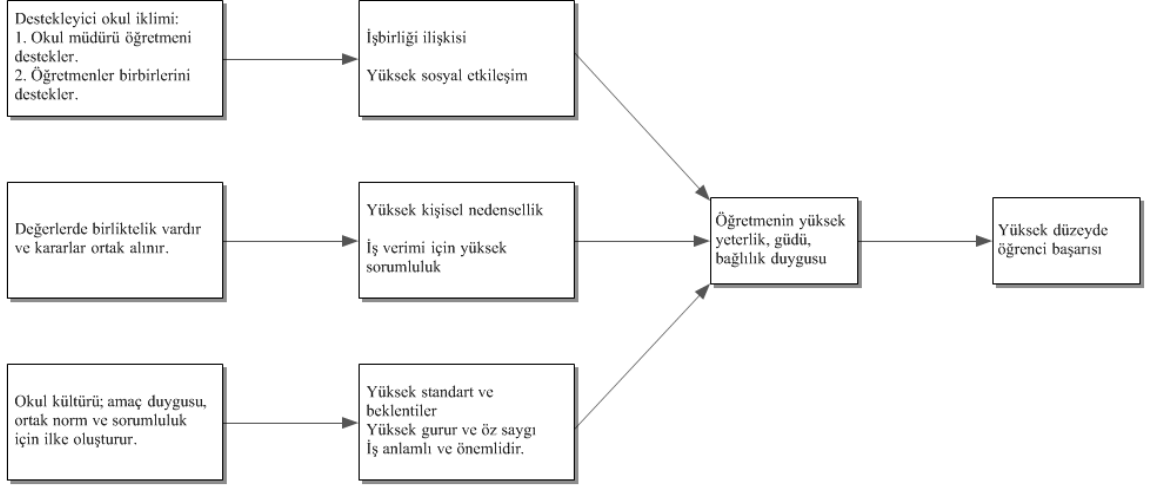 Destekleyici okul iklimi:
1. Okul müdürü öğretmeni
destekler.
2. Öğretmenler birbirlerini
destekler.
İşbirliği ilişkisi
Yüksek sosyal etkileşim
Değerlerde birliktelik vardır
ve kararlar ortak alınır.
Yüksek kişisel nedensellik
İş verimi için yüksek
sorumluluk
Öğretmenin yüksek
yeterlik, güdü,
bağlılık duygusu
Yüksek düzeyde
öğrenci başarısı
Okul kültürü; amaç duygusu,
ortak norm ve sorumluluk
için ilke oluşturur.
Yüksek standart ve
beklentiler
Yüksek gurur ve öz saygı
İş anlamlı ve önemlidir.